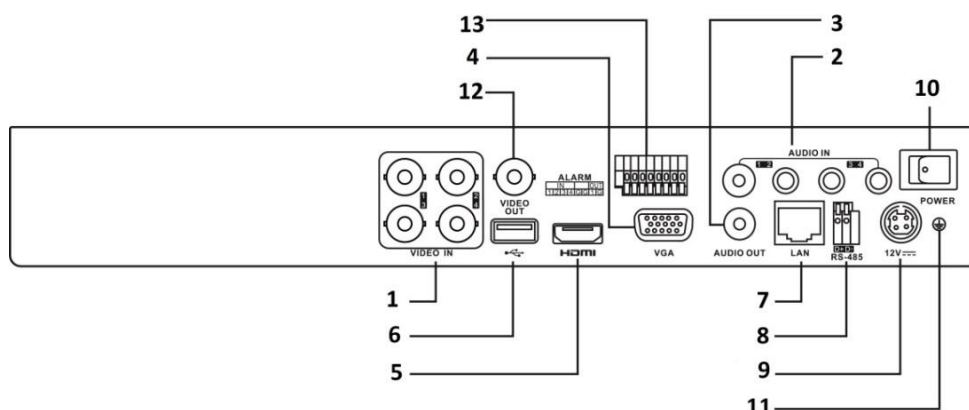 13
3
4
2
12
10
AUDIO IN
1 2
3 4
ALARM
IN OUT
VIDEO OUT
POWER
VIDEO IN
HDMI
VGA
AUDIO OUT
LAN
D+ D-
RS-485
12V
1
6
5
7
8
9
11